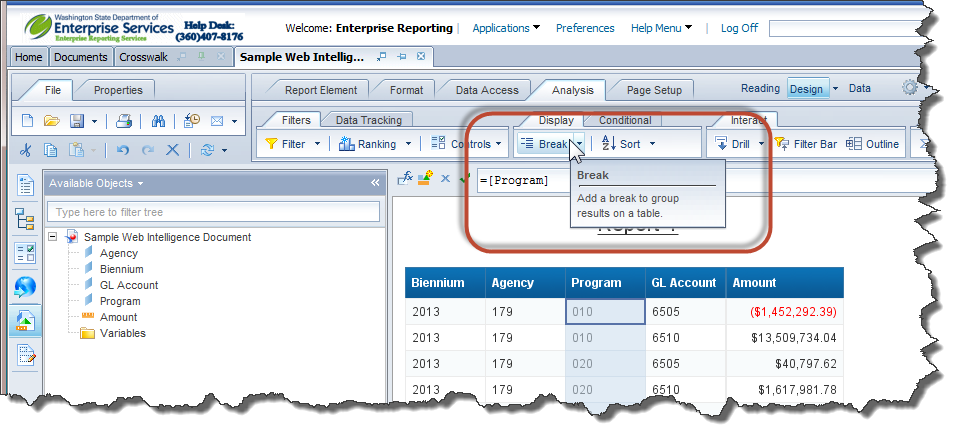 Washington State Department of
Enterprise Services
Enterprise Reporting Services
Help Desk:
(360)407-8176
Welcome: Enterprise Reporting | Applications | Preferences Help Menu | Log Off
Home Documents Crosswalk Sample Web Intellig...
File Properties Report Element Format Data Access Analysis Page Setup Reading Design Data
Filters Data Tracking Display Conditional Interact
Filter Ranking Controls Break Sort Drill Filter Bar Outline
Available Objects
=[Program]
Break
Add a break to group
results on a table.
Type here to filter tree
Sample Web Intelligence Document
Agency
Biennium
GL Account
Program
Amount
Variables
Biennium Agency Program GL Account Amount
2013 179 010 6505 ($1,452,292.39)
2013 179 010 6510 $13,509,734.04
2013 179 020 6505 $40,797.62
2013 179 020 6510 $1,617,981.78